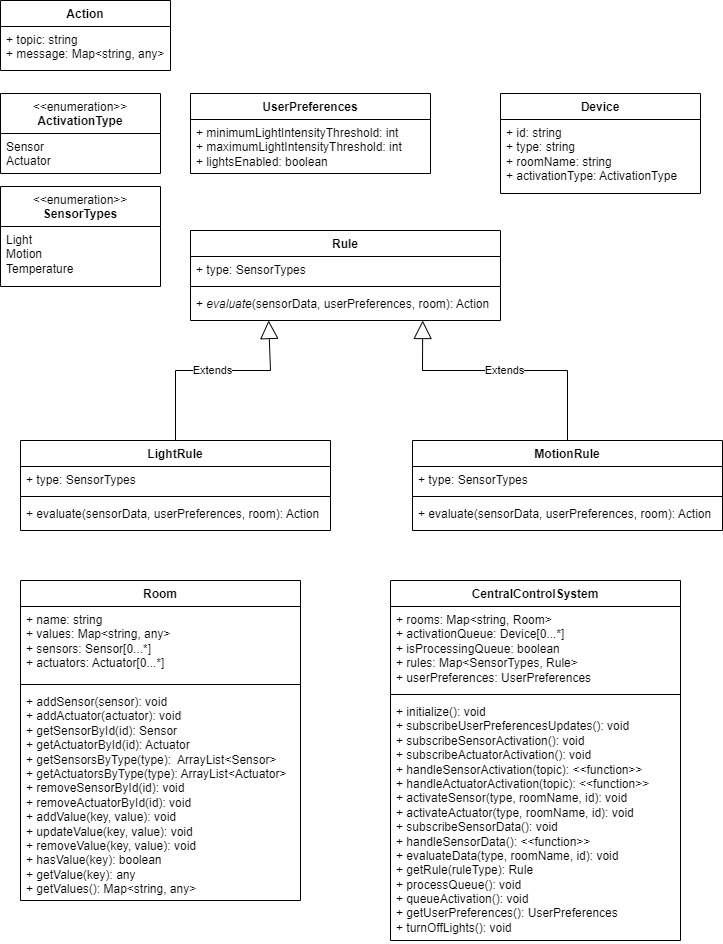 Action
+ topic: string
+ message: Map<string, any>
<<enumeration>>
ActivationType
Sensor
Actuator
UserPreferences
+ minimumLightIntensityThreshold: int
+ maximumLightIntensityThreshold: int
+ lightsEnabled: boolean
Device
+ id: string
+ type: string
+ roomName: string
+ activationType: ActivationType
<<enumeration>>
SensorTypes
Light
Motion
Temperature
Rule
+ type: SensorTypes
+ evaluate(sensorData, userPreferences, room): Action
Extends
Extends
LightRule
+ type: SensorTypes
+ evaluate(sensorData, userPreferences, room): Action
MotionRule
+ type: SensorTypes
+ evaluate(sensorData, userPreferences, room): Action
Room
+ name: string
+ values: Map<string, any>
+ sensors: Sensor[0...*]
+ actuators: Actuator[0...*]
+ addSensor(sensor): void
+ addActuator(actuator): void
+ getSensorById(id): Sensor
+ getActuatorById(id): Actuator
+ getSensorsByType(type):  ArrayList<Sensor>
+ getActuatorsByType(type): ArrayList<Actuator>
+ removeSensorById(id): void
+ removeActuatorById(id): void
+ addValue(key, value): void
+ updateValue(key, value): void
+ removeValue(key, value): void
+ hasValue(key): boolean
+ getValue(key): any
+ getValues(): Map<string, any>
CentralControlSystem
+ rooms: Map<string, Room>
+ activationQueue: Device[0...*]
+ isProcessingQueue: boolean
+ rules: Map<SensorTypes, Rule>
+ userPreferences: UserPreferences
+ initialize(): void
+ subscribeUserPreferencesUpdates(): void
+ subscribeSensorActivation(): void
+ subscribeActuatorActivation(): void
+ handleSensorActivation(topic): <<function>>
+ handleActuatorActivation(topic): <<function>>
+ activateSensor(type, roomName, id): void
+ activateActuator(type, roomName, id): void
+ subscribeSensorData(): void
+ handleSensorData(): <<function>>
+ evaluateData(type, roomName, id): void
+ getRule(ruleType): Rule
+ processQueue(): void
+ queueActivation(): void
+ getUserPreferences(): UserPreferences
+ turnOffLights(): void